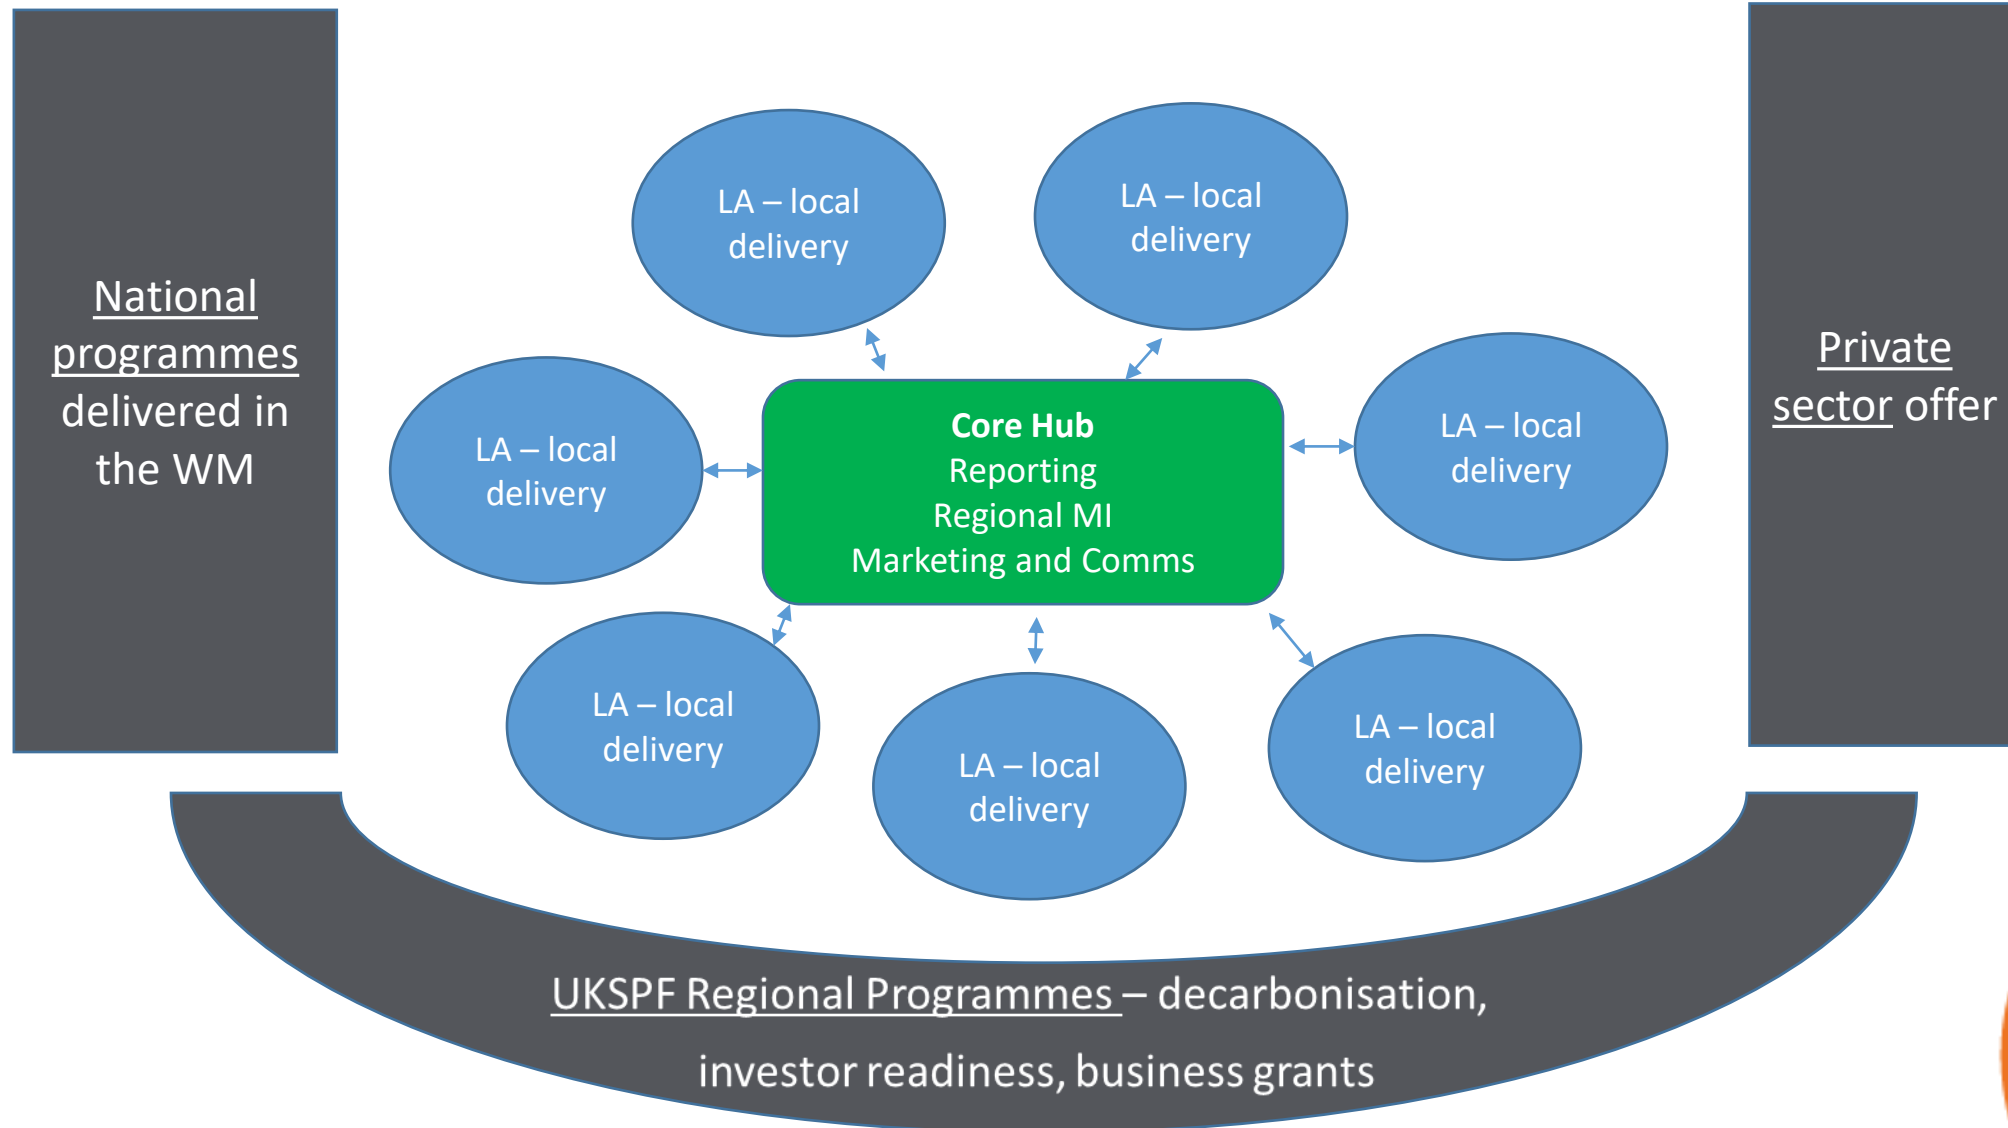 National
programmes
delivered in
the WM
LA – local
delivery
LA – local
delivery
LA – local
delivery
Core Hub
Reporting
Regional MI
Marketing and Comms
LA – local
delivery
LA – local
delivery
LA – local
delivery
LA – local
delivery
Private
sector offer
UKSPF Regional Programmes – decarbonisation,
investor readiness, business grants